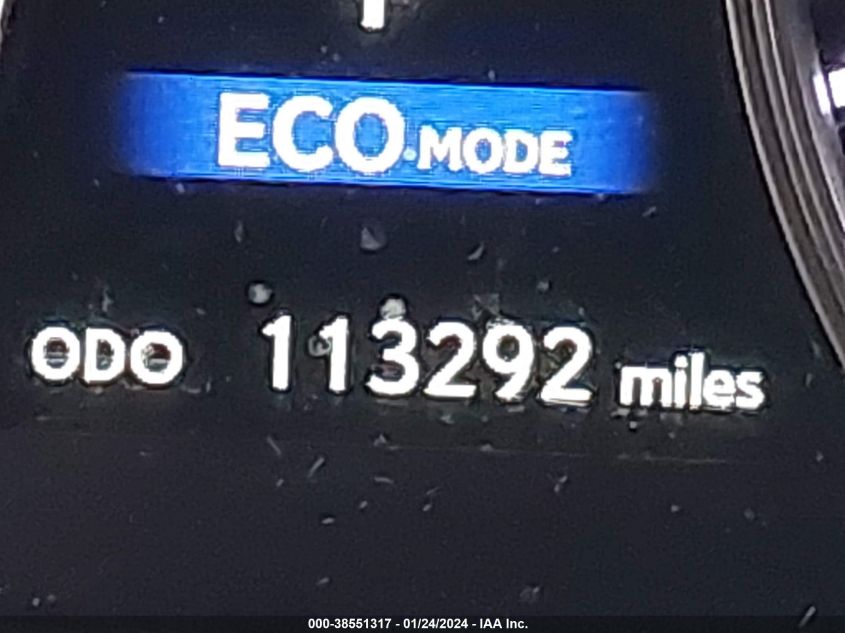 ECO MODE
ODO 113292 miles
000-38551317 - 01/24/2024 - IAA Inc.